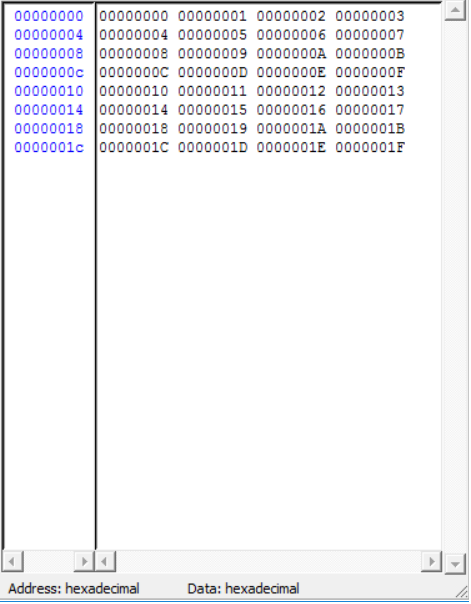 00000000 00000000 00000001 00000002 00000003
00000004 00000004 00000005 00000006 00000007
00000008 00000008 00000009 0000000A 0000000B
0000000c 0000000C 0000000D 0000000E 0000000F
00000010 00000010 00000011 00000012 00000013
00000014 00000014 00000015 00000016 00000017
00000018 00000018 00000019 0000001A 0000001B
0000001c 0000001C 0000001D 0000001E 0000001F
Address: hexadecimal Data: hexadecimal